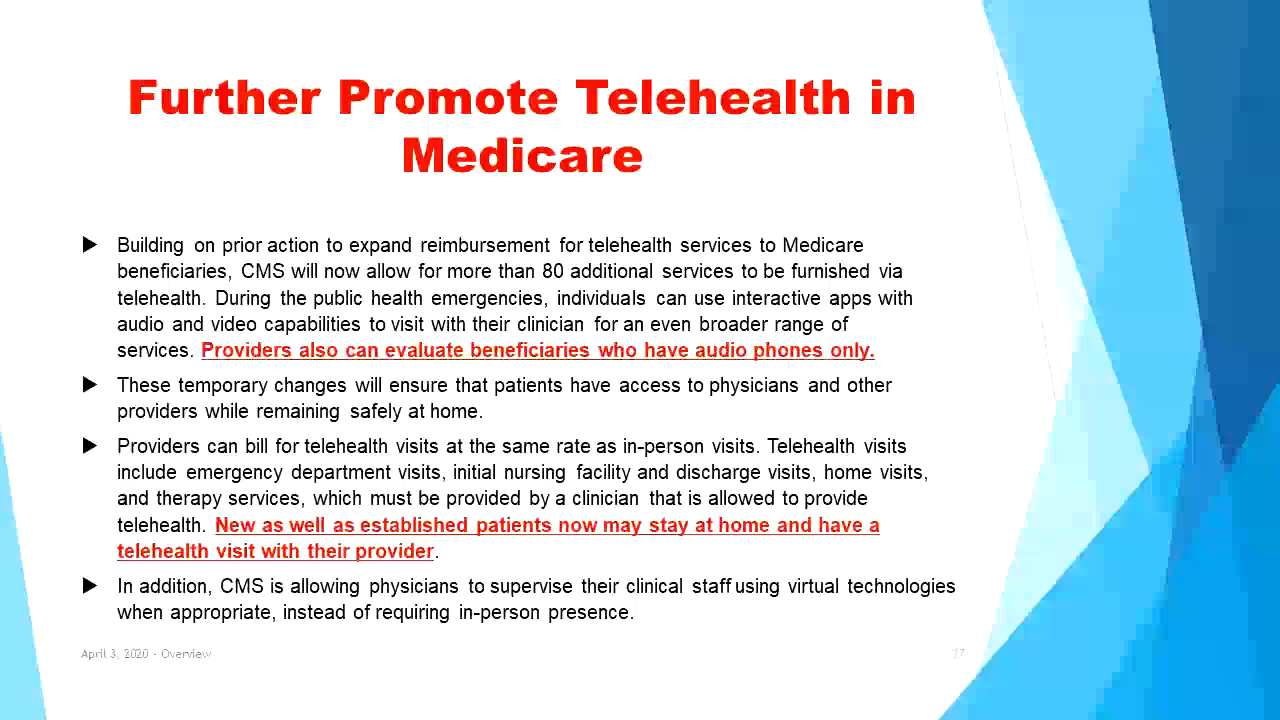 Further Promote Telehealth in
Medicare
Building on prior action to expand reimbursement for telehealth services to Medicare
beneficiaries, CMS will now allow for more than 80 additional services to be furnished via
telehealth. During the public health emergencies, individuals can use interactive apps with
audio and video capabilities to visit with their clinician for an even broader range of
services. Providers also can evaluate beneficiaries who have audio phones only.
These temporary changes will ensure that patients have access to physicians and other
providers while remaining safely at home.
Providers can bill for telehealth visits at the same rate as in-person visits. Telehealth visits
include emergency department visits, initial nursing facility and discharge visits, home visits,
and therapy services, which must be provided by a clinician that is allowed to provide
telehealth. New as well as established patients now may stay at home and have a
telehealth visit with their provider.
In addition, CMS is allowing physicians to supervise their clinical staff using virtual technologies
when appropriate, instead of requiring in-person presence.
April 3, 2020 - Overview
27